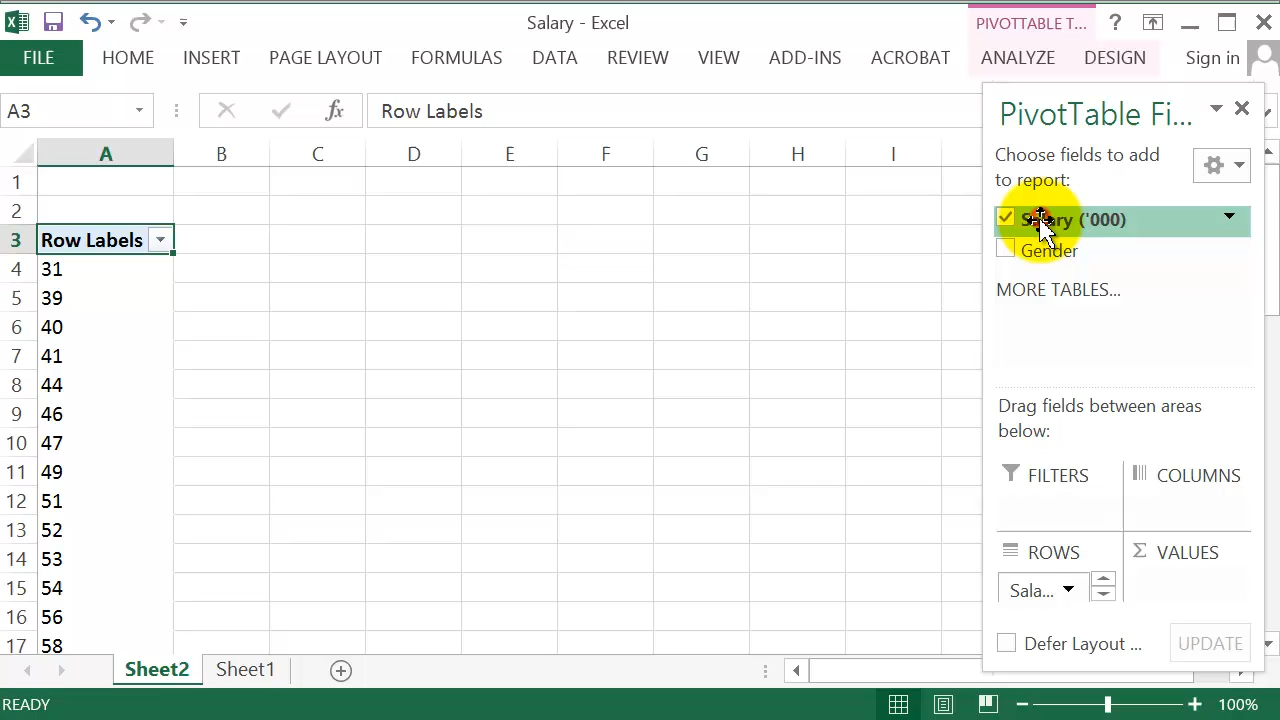 Salary - Excel
PIVOTTABLE T...
?
FILE HOME INSERT PAGE LAYOUT FORMULAS DATA REVIEW VIEW ADD-INS ACROBAT ANALYZE DESIGN Sign in
A3 fx Row Labels
PivotTable Fi...
Choose fields to add
to report:
Salary ('000)
Gender
MORE TABLES...
Drag fields between areas
below:
FILTERS COLUMNS
ROWS Σ VALUES
Sala...
Defer Layout ... UPDATE
A B C D E F G H I
1
2
3 Row Labels
4 31
5 39
6 40
7 41
8 44
9 46
10 47
11 49
12 51
13 52
14 53
15 54
16 56
17 58
Sheet2 Sheet1
READY 100%